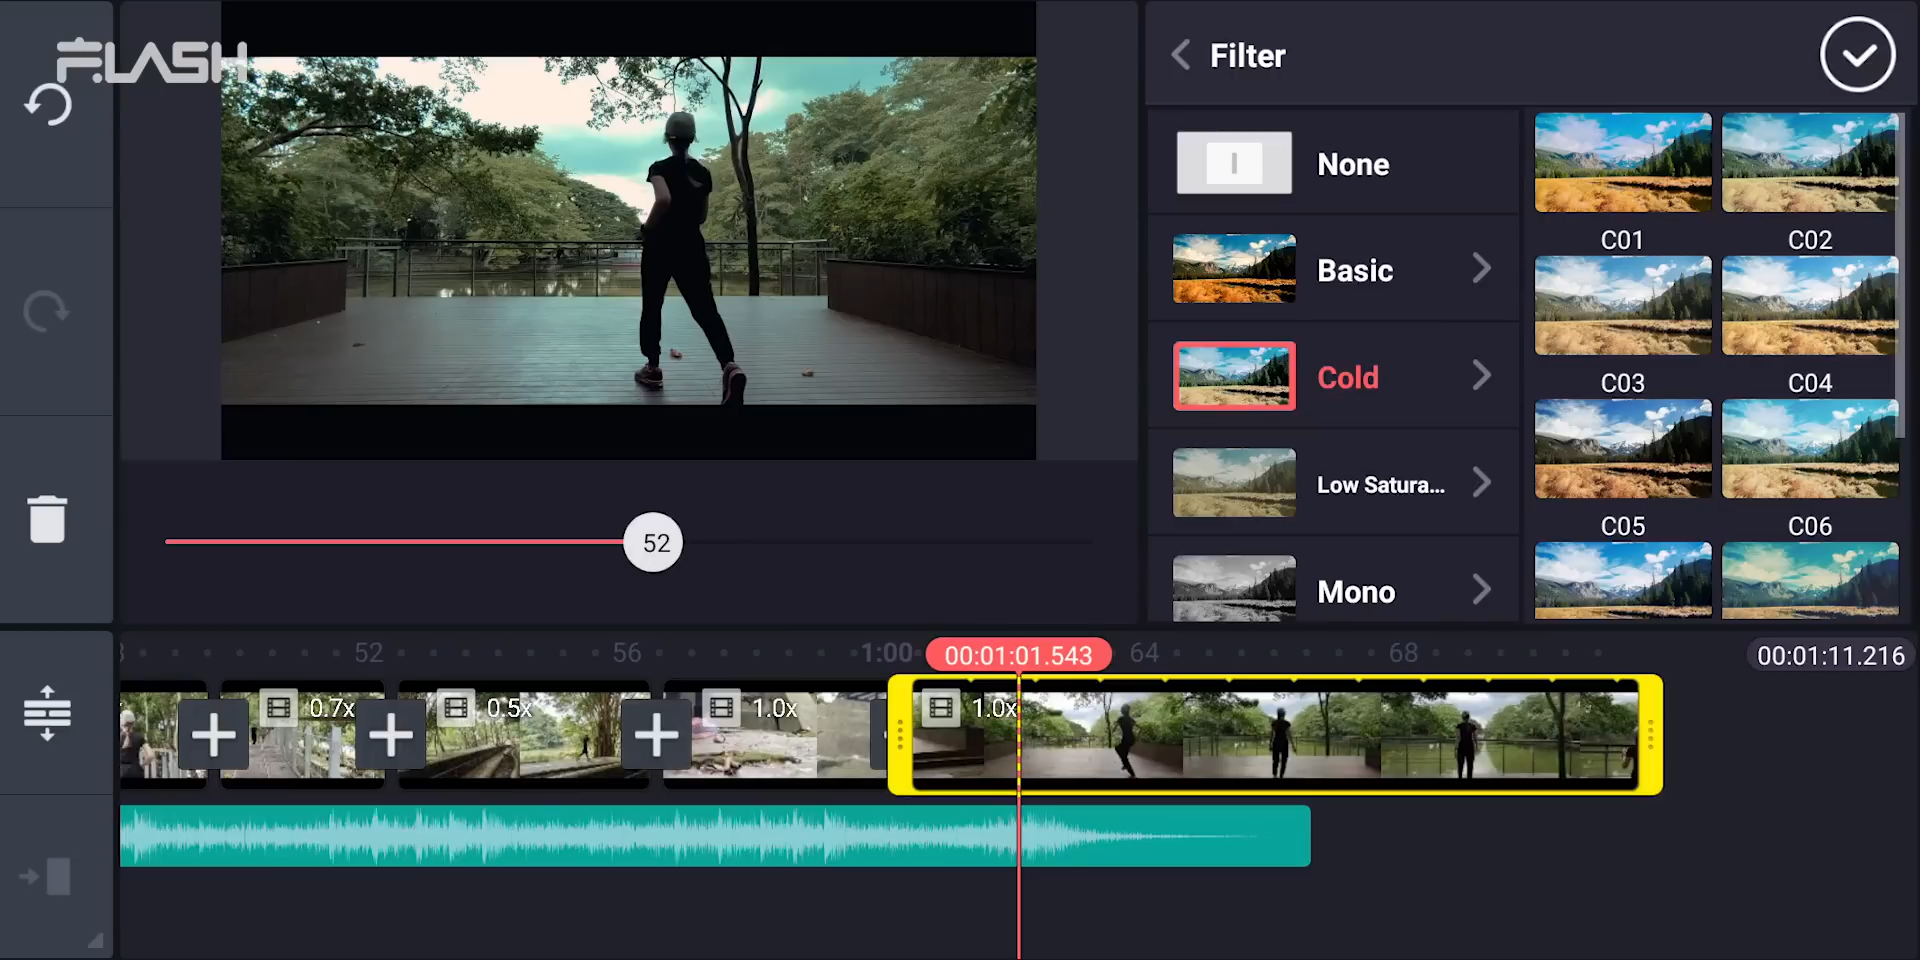 FLASH
Filter
None
Basic
Cold
Low Satura...
Mono
C01
C02
C03
C04
C05
C06
52
52
56
1:00
00:01:01.543
64
68
00:01:11.216
0.7x
0.5x
1.0x
1.0x